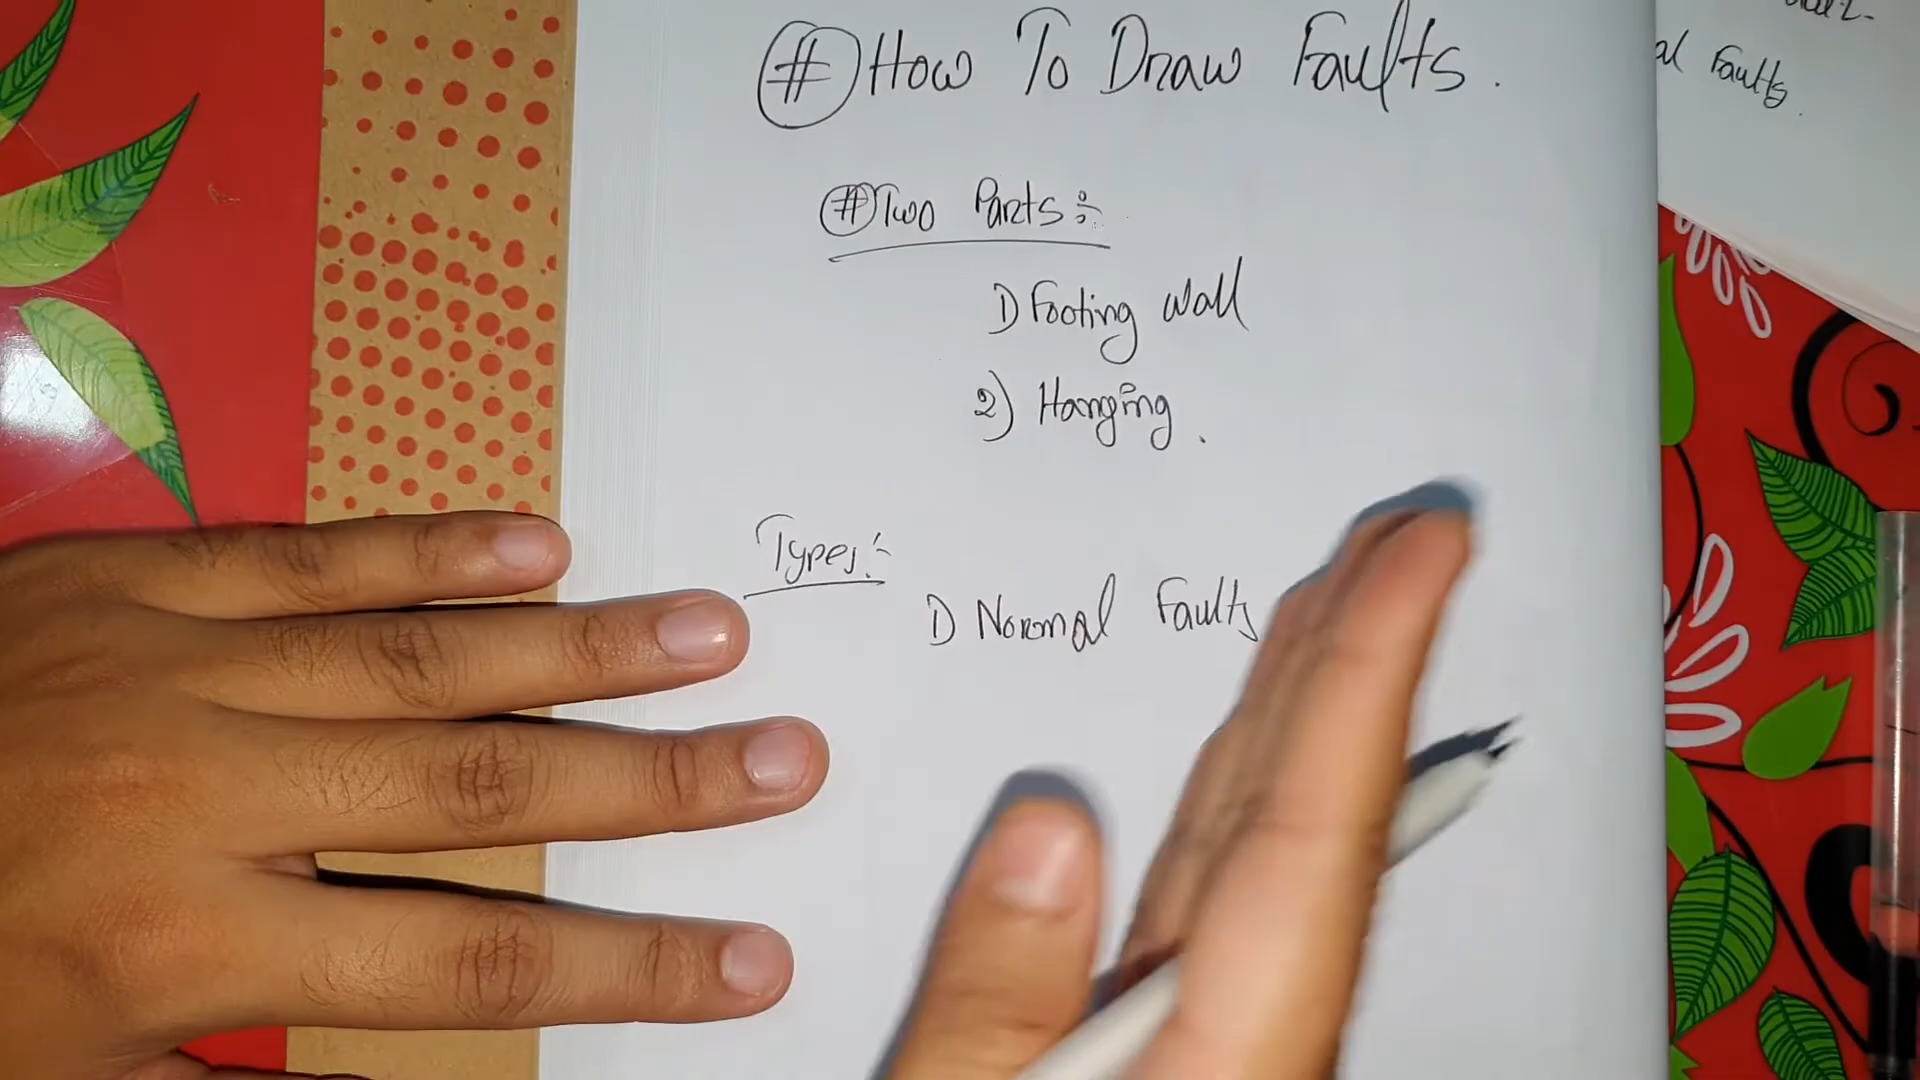 # How To Draw Faults.
# Two Parts :-
1) Footing Wall
2) Hanging.
Types :-
1) Normal Faults
al Faults.